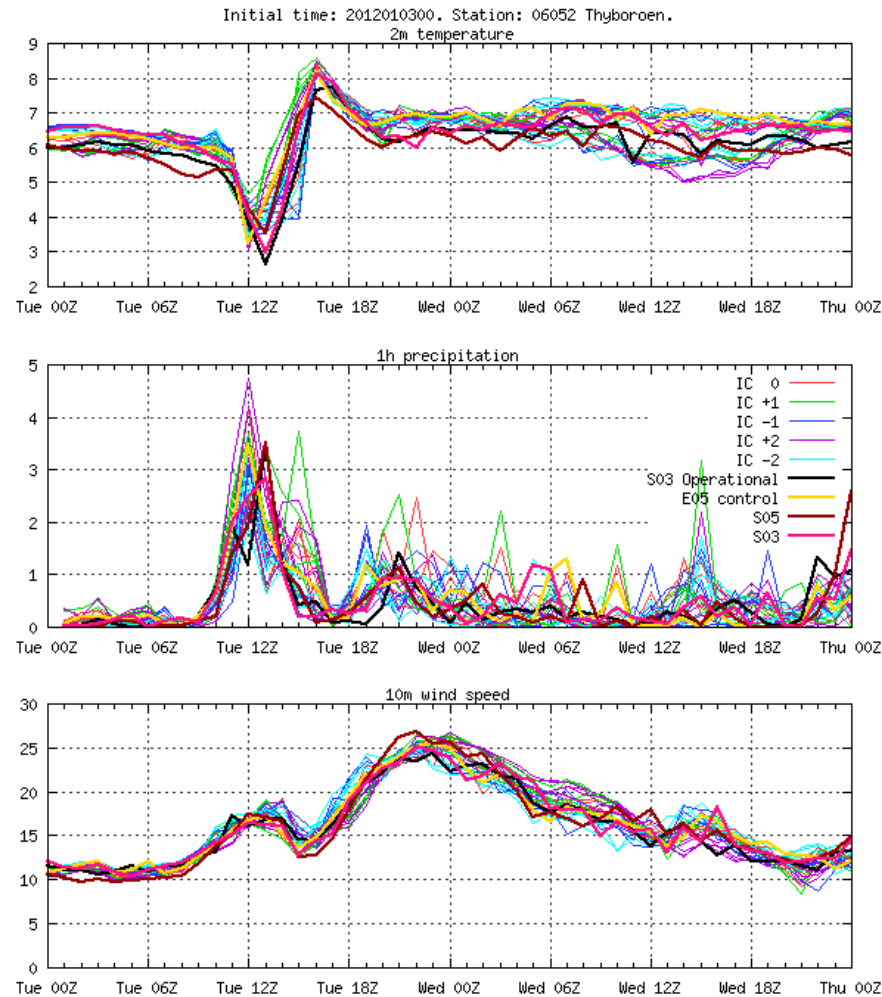 Initial time: 2012010300. Station: 06052 Thyboroen.
2m temperature
9
8
7
6
5
4
3
2
Tue 00Z Tue 06Z Tue 12Z Tue 18Z Wed 00Z Wed 06Z Wed 12Z Wed 18Z Thu 00Z
1h precipitation
5
4
3
2
1
0
IC 0
IC +1
IC -1
IC +2
IC -2
S03 Operational
E05 control
S05
S03
Tue 00Z Tue 06Z Tue 12Z Tue 18Z Wed 00Z Wed 06Z Wed 12Z Wed 18Z Thu 00Z
10m wind speed
30
25
20
15
10
5
0
Tue 00Z Tue 06Z Tue 12Z Tue 18Z Wed 00Z Wed 06Z Wed 12Z Wed 18Z Thu 00Z